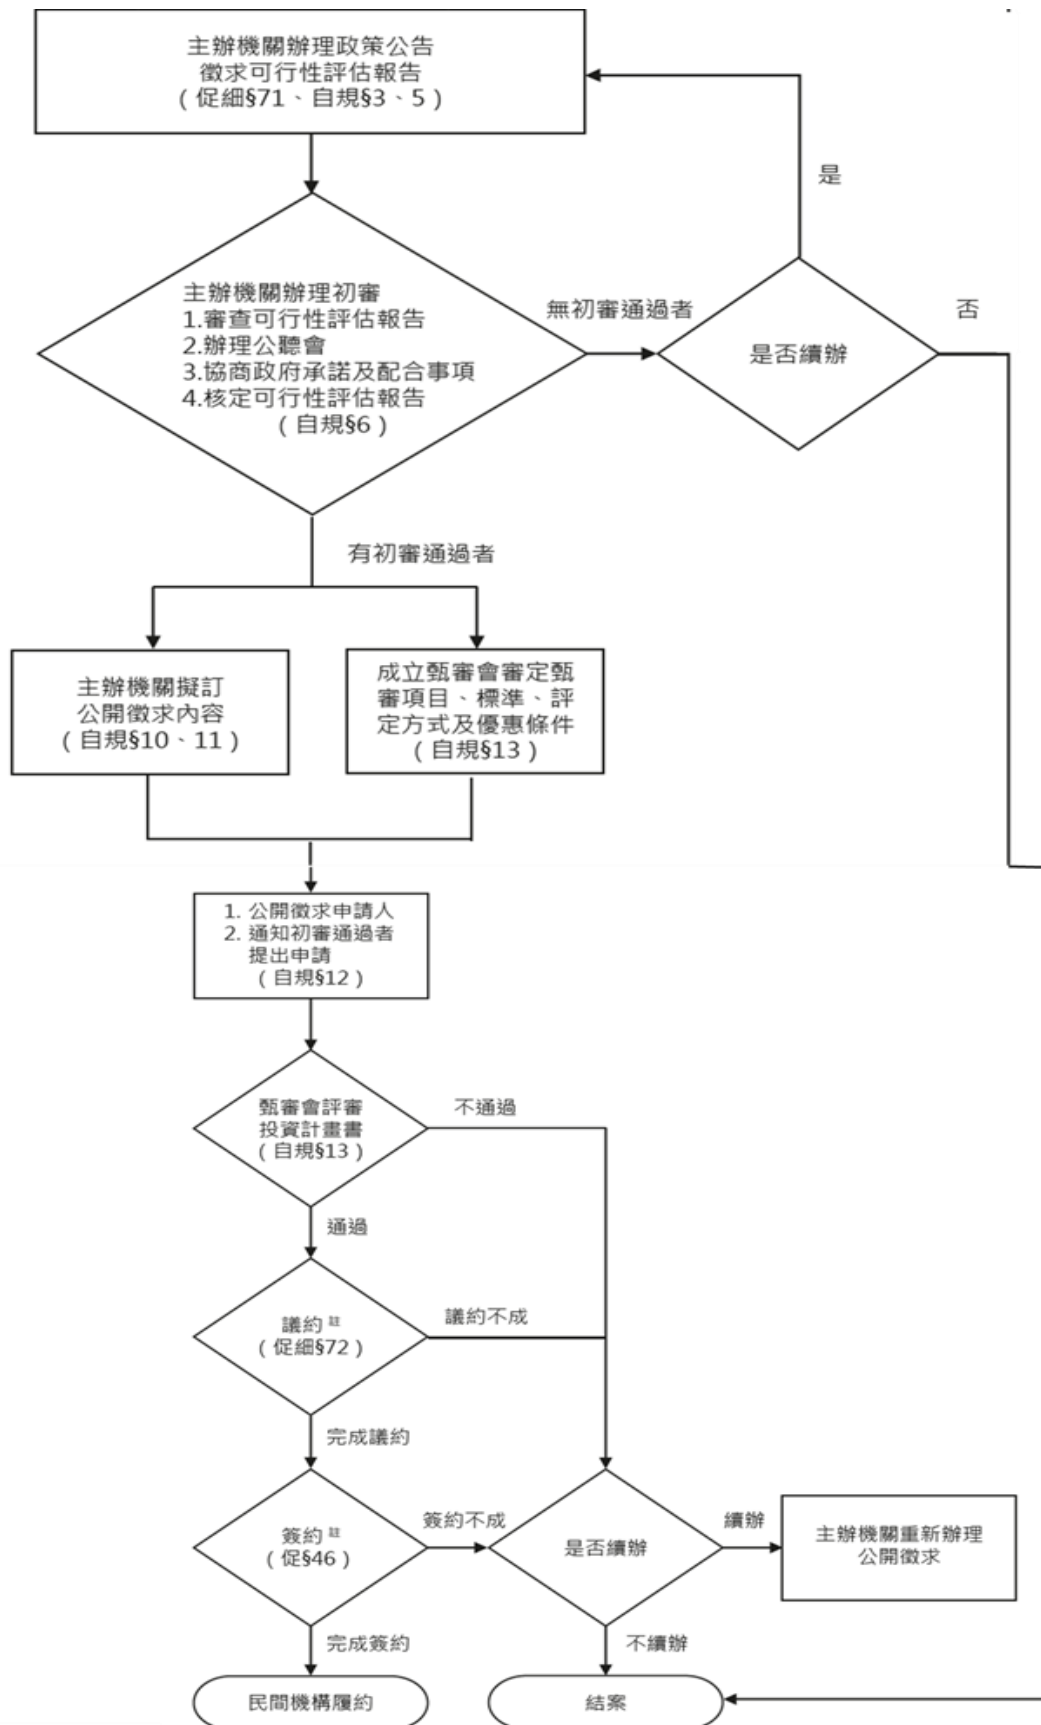 主辦機關辦理政策公告
徵求可行性評估報告
(促細§71、自規§3、5)
是
主辦機關辦理初審
1.審查可行性評估報告
2.辦理公聽會
3.協商政府承諾及配合事項
4.核定可行性評估報告
(自規§6)
無初審通過者
是否續辦
否
有初審通過者
主辦機關擬訂
公開徵求內容
(自規§10、11)
成立甄審會審定甄
審項目、標準、評
定方式及優惠條件
(自規§13)
1. 公開徵求申請人
2. 通知初審通過者
提出申請
(自規§12)
甄審會評審
投資計畫書
(自規§13)
不通過
通過
議約 註
(促細§72)
議約不成
完成議約
簽約 註
(促§46)
簽約不成
是否續辦
續辦
主辦機關重新辦理
公開徵求
完成簽約
不續辦
民間機構履約
結案